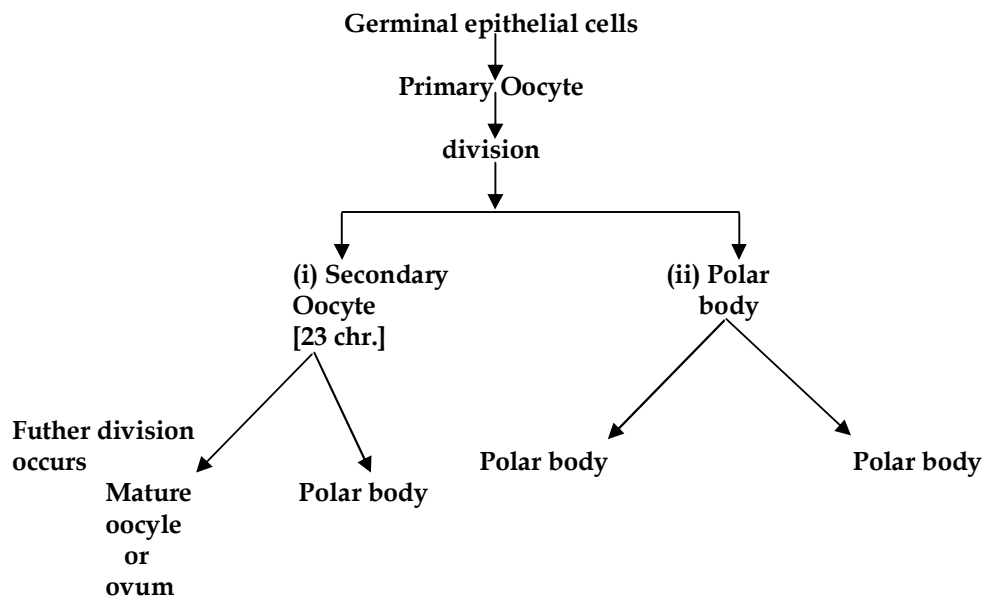 Germinal epithelial cells
Primary Oocyte
division
(i) Secondary
Oocyte
[23 chr.]
(ii) Polar
body
Futher division
occurs
Mature
oocyle
or
ovum
Polar body
Polar body
Polar body